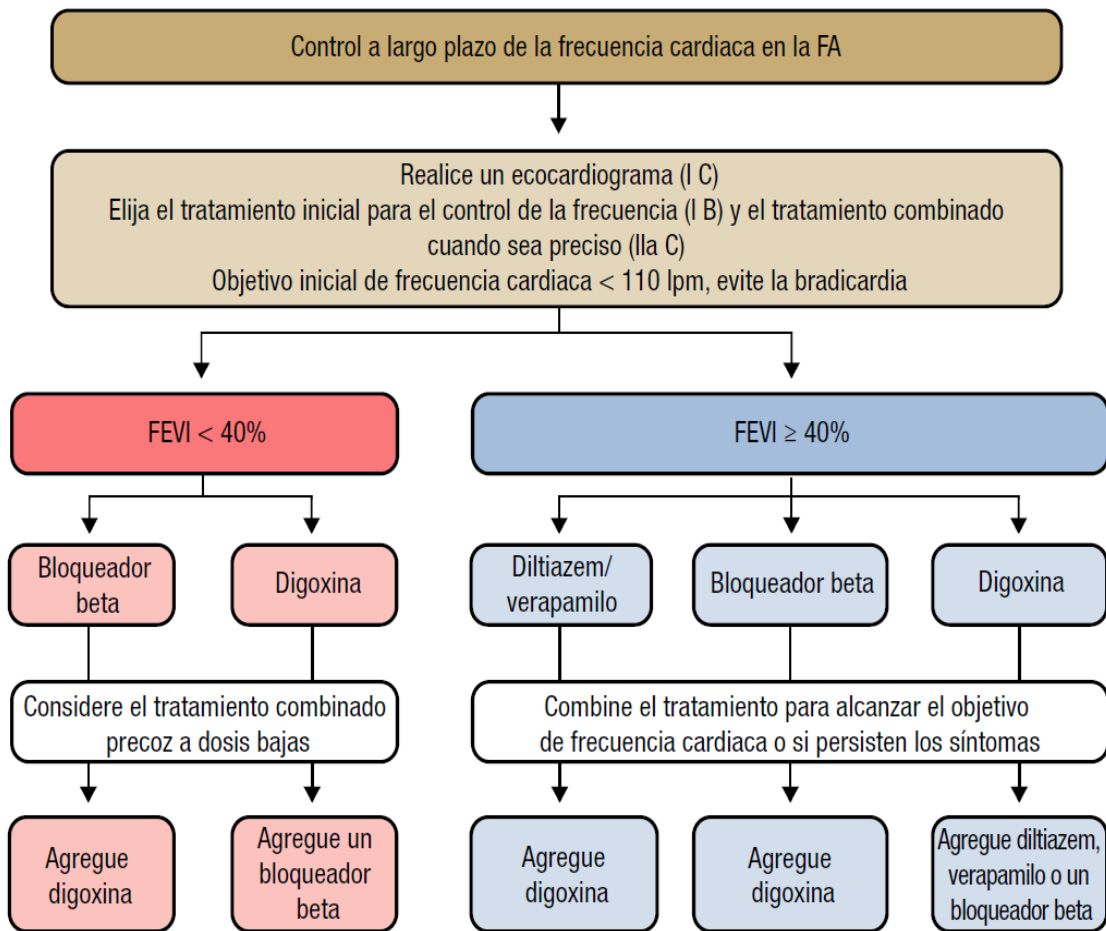 Control a largo plazo de la frecuencia cardiaca en la FA
Realice un ecocardiograma (I C)
Elija el tratamiento inicial para el control de la frecuencia (I B) y el tratamiento combinado
cuando sea preciso (IIa C)
Objetivo inicial de frecuencia cardiaca < 110 lpm, evite la bradicardia
FEVI < 40%
FEVI ≥ 40%
Bloqueador
beta
Digoxina
Diltiazem/
verapamilo
Bloqueador beta
Digoxina
Considere el tratamiento combinado
precoz a dosis bajas
Combine el tratamiento para alcanzar el objetivo
de frecuencia cardiaca o si persisten los síntomas
Agregue
digoxina
Agregue un
bloqueador
beta
Agregue
digoxina
Agregue
digoxina
Agregue diltiazem,
verapamilo o un
bloqueador beta